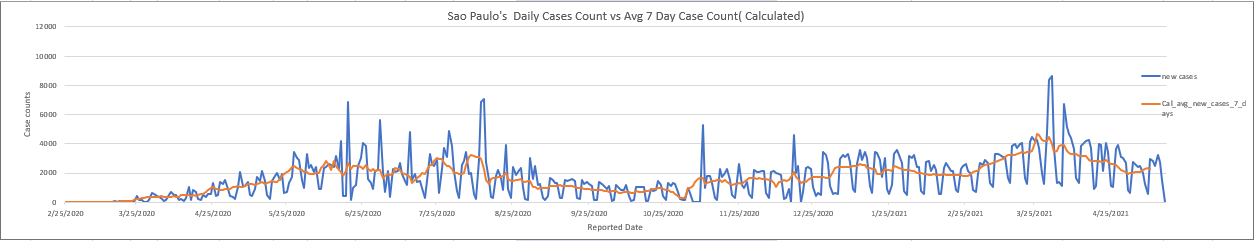 Sao Paulo's Daily Cases Count vs Avg 7 Day Case Count( Calculated)
12000
10000
8000
6000
4000
2000
0
Case counts
2/25/2020 3/25/2020 4/25/2020 5/25/2020 6/25/2020 7/25/2020 8/25/2020 9/25/2020 10/25/2020 11/25/2020 12/25/2020 1/25/2021 2/25/2021 3/25/2021 4/25/2021
Reported Date
new cases
Cal_avg_new_cases_7_d
ays